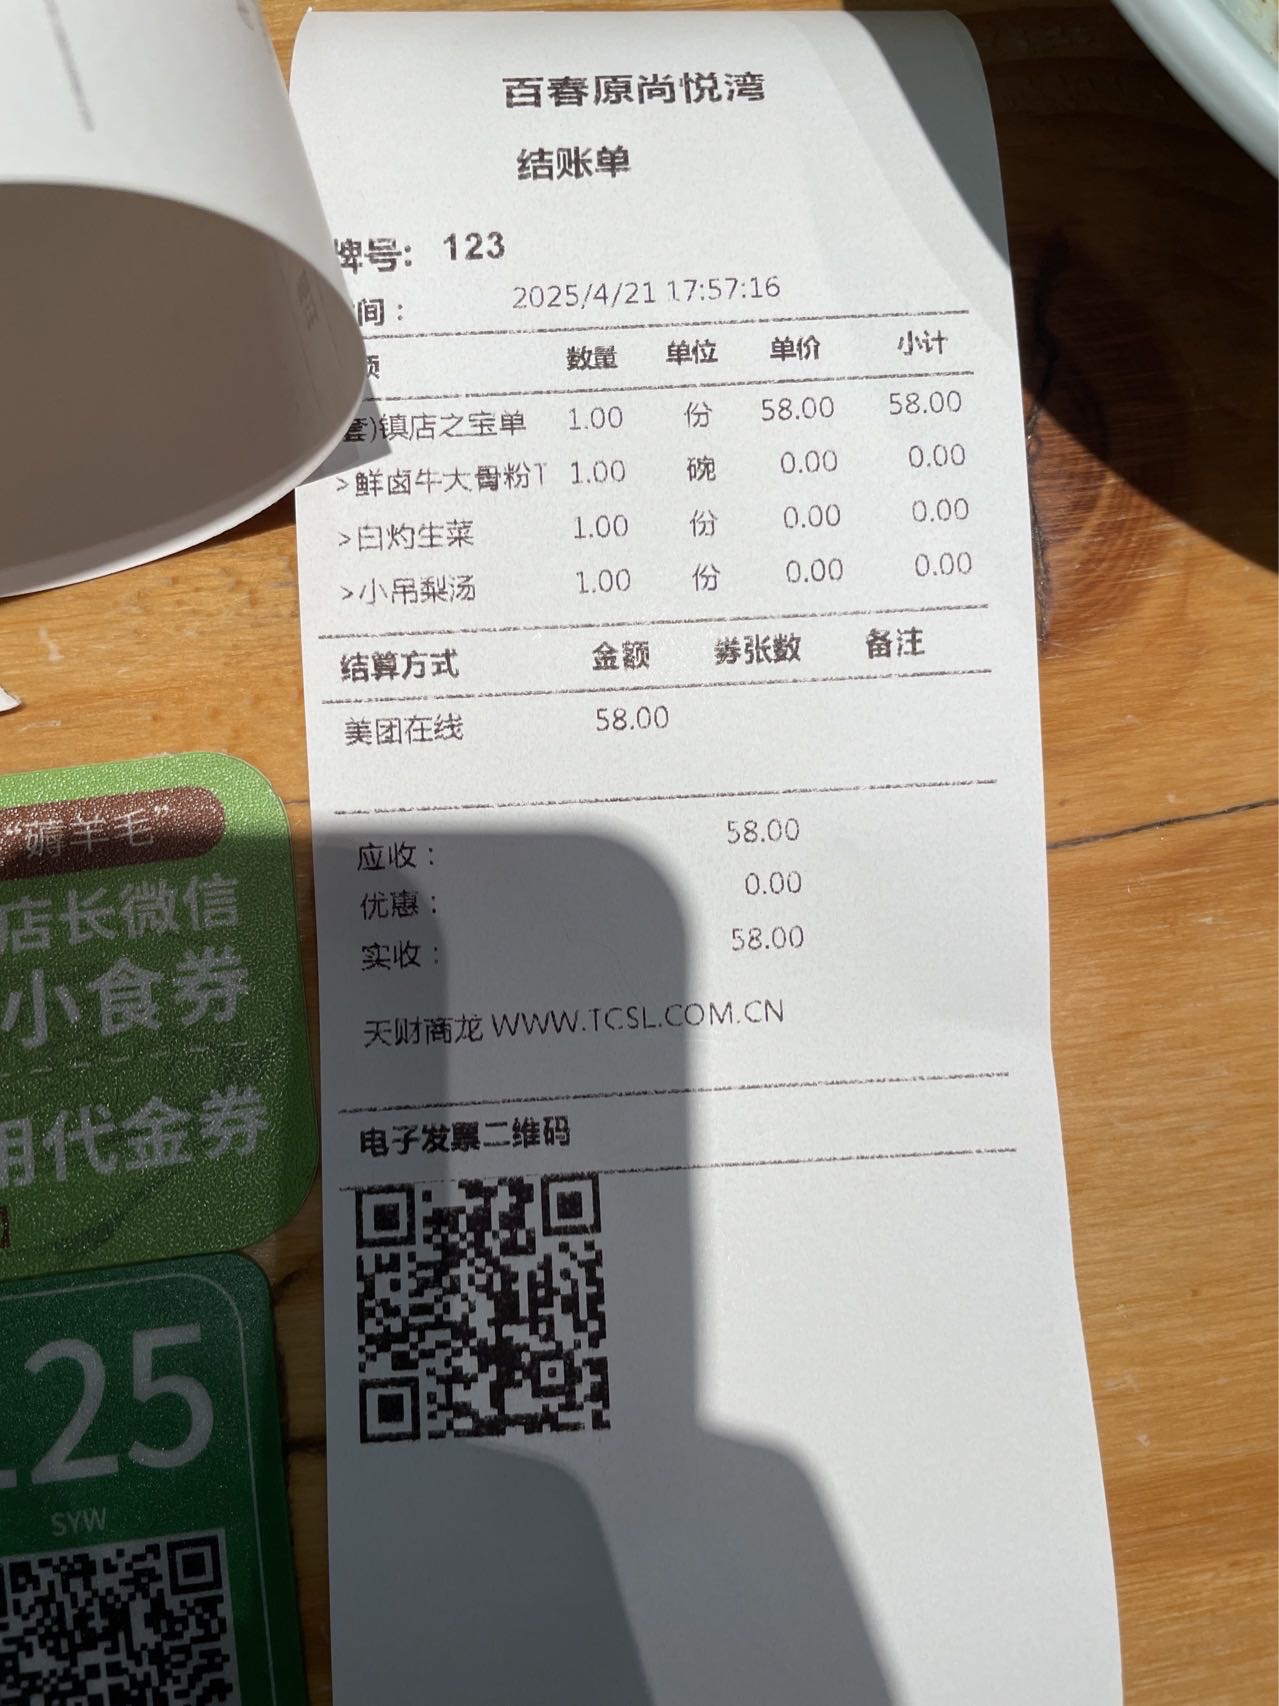 百春原尚悦湾
结账单
牌号: 123
间: 2025/4/21 17:57:16
数量 单位 单价 小计
套)镇店之宝单 1.00 份 58.00 58.00
>鲜卤牛大骨粉 1.00 碗 0.00 0.00
>白灼生菜 1.00 份 0.00 0.00
>小吊梨汤 1.00 份 0.00 0.00
结算方式 金额 券张数 备注
美团在线 58.00
应收: 58.00
优惠: 0.00
实收: 58.00
天财商龙 WWW.TCSL.COM.CN
电子发票二维码
“薅羊毛”
店长微信
小食券
用代金券
25
SYW